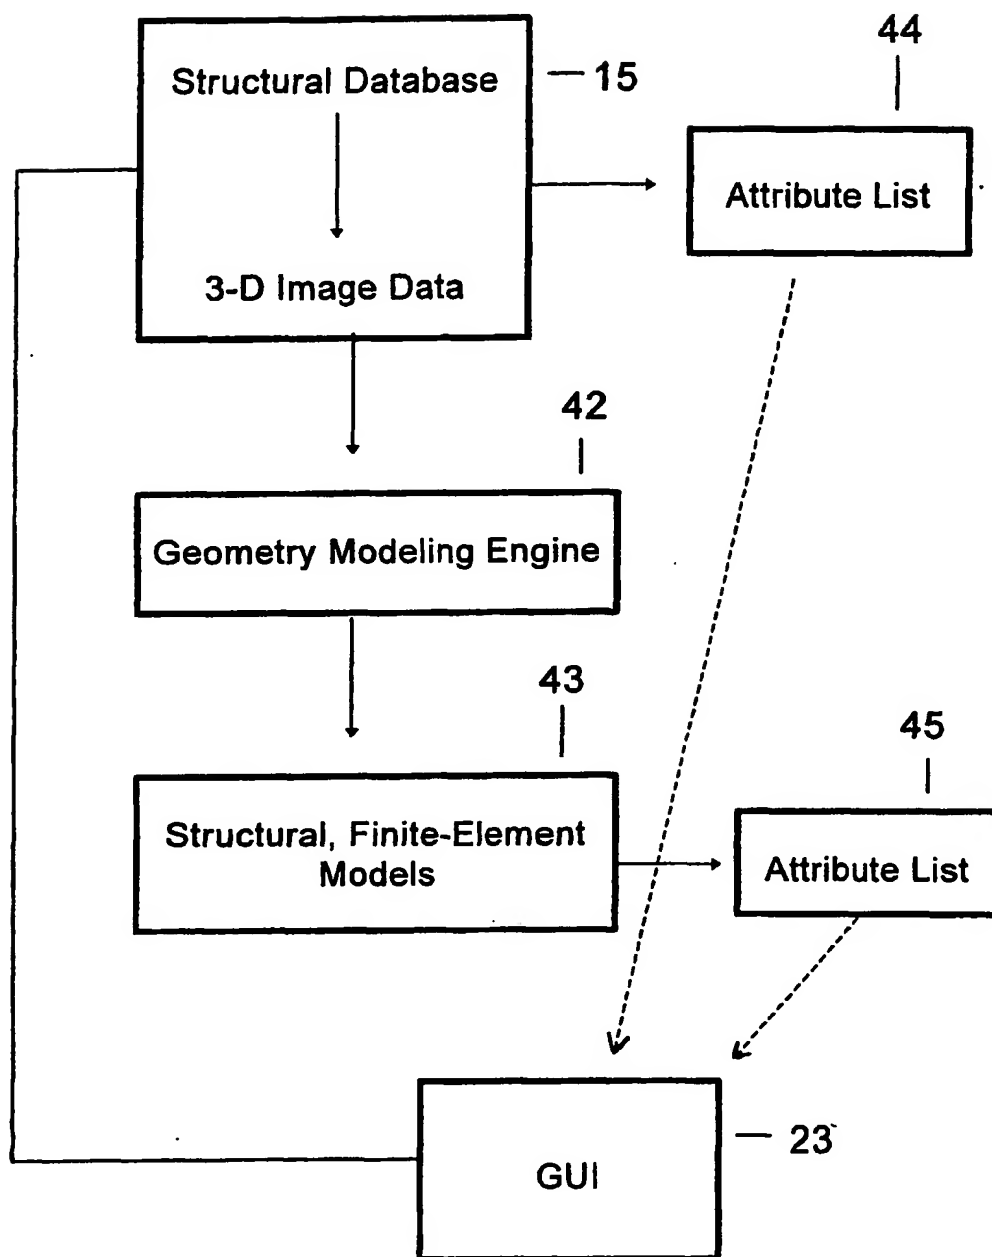 44
Structural Database
15
Attribute List
3-D Image Data
42
Geometry Modeling Engine
43
45
Structural, Finite-Element
Models
Attribute List
23
GUI